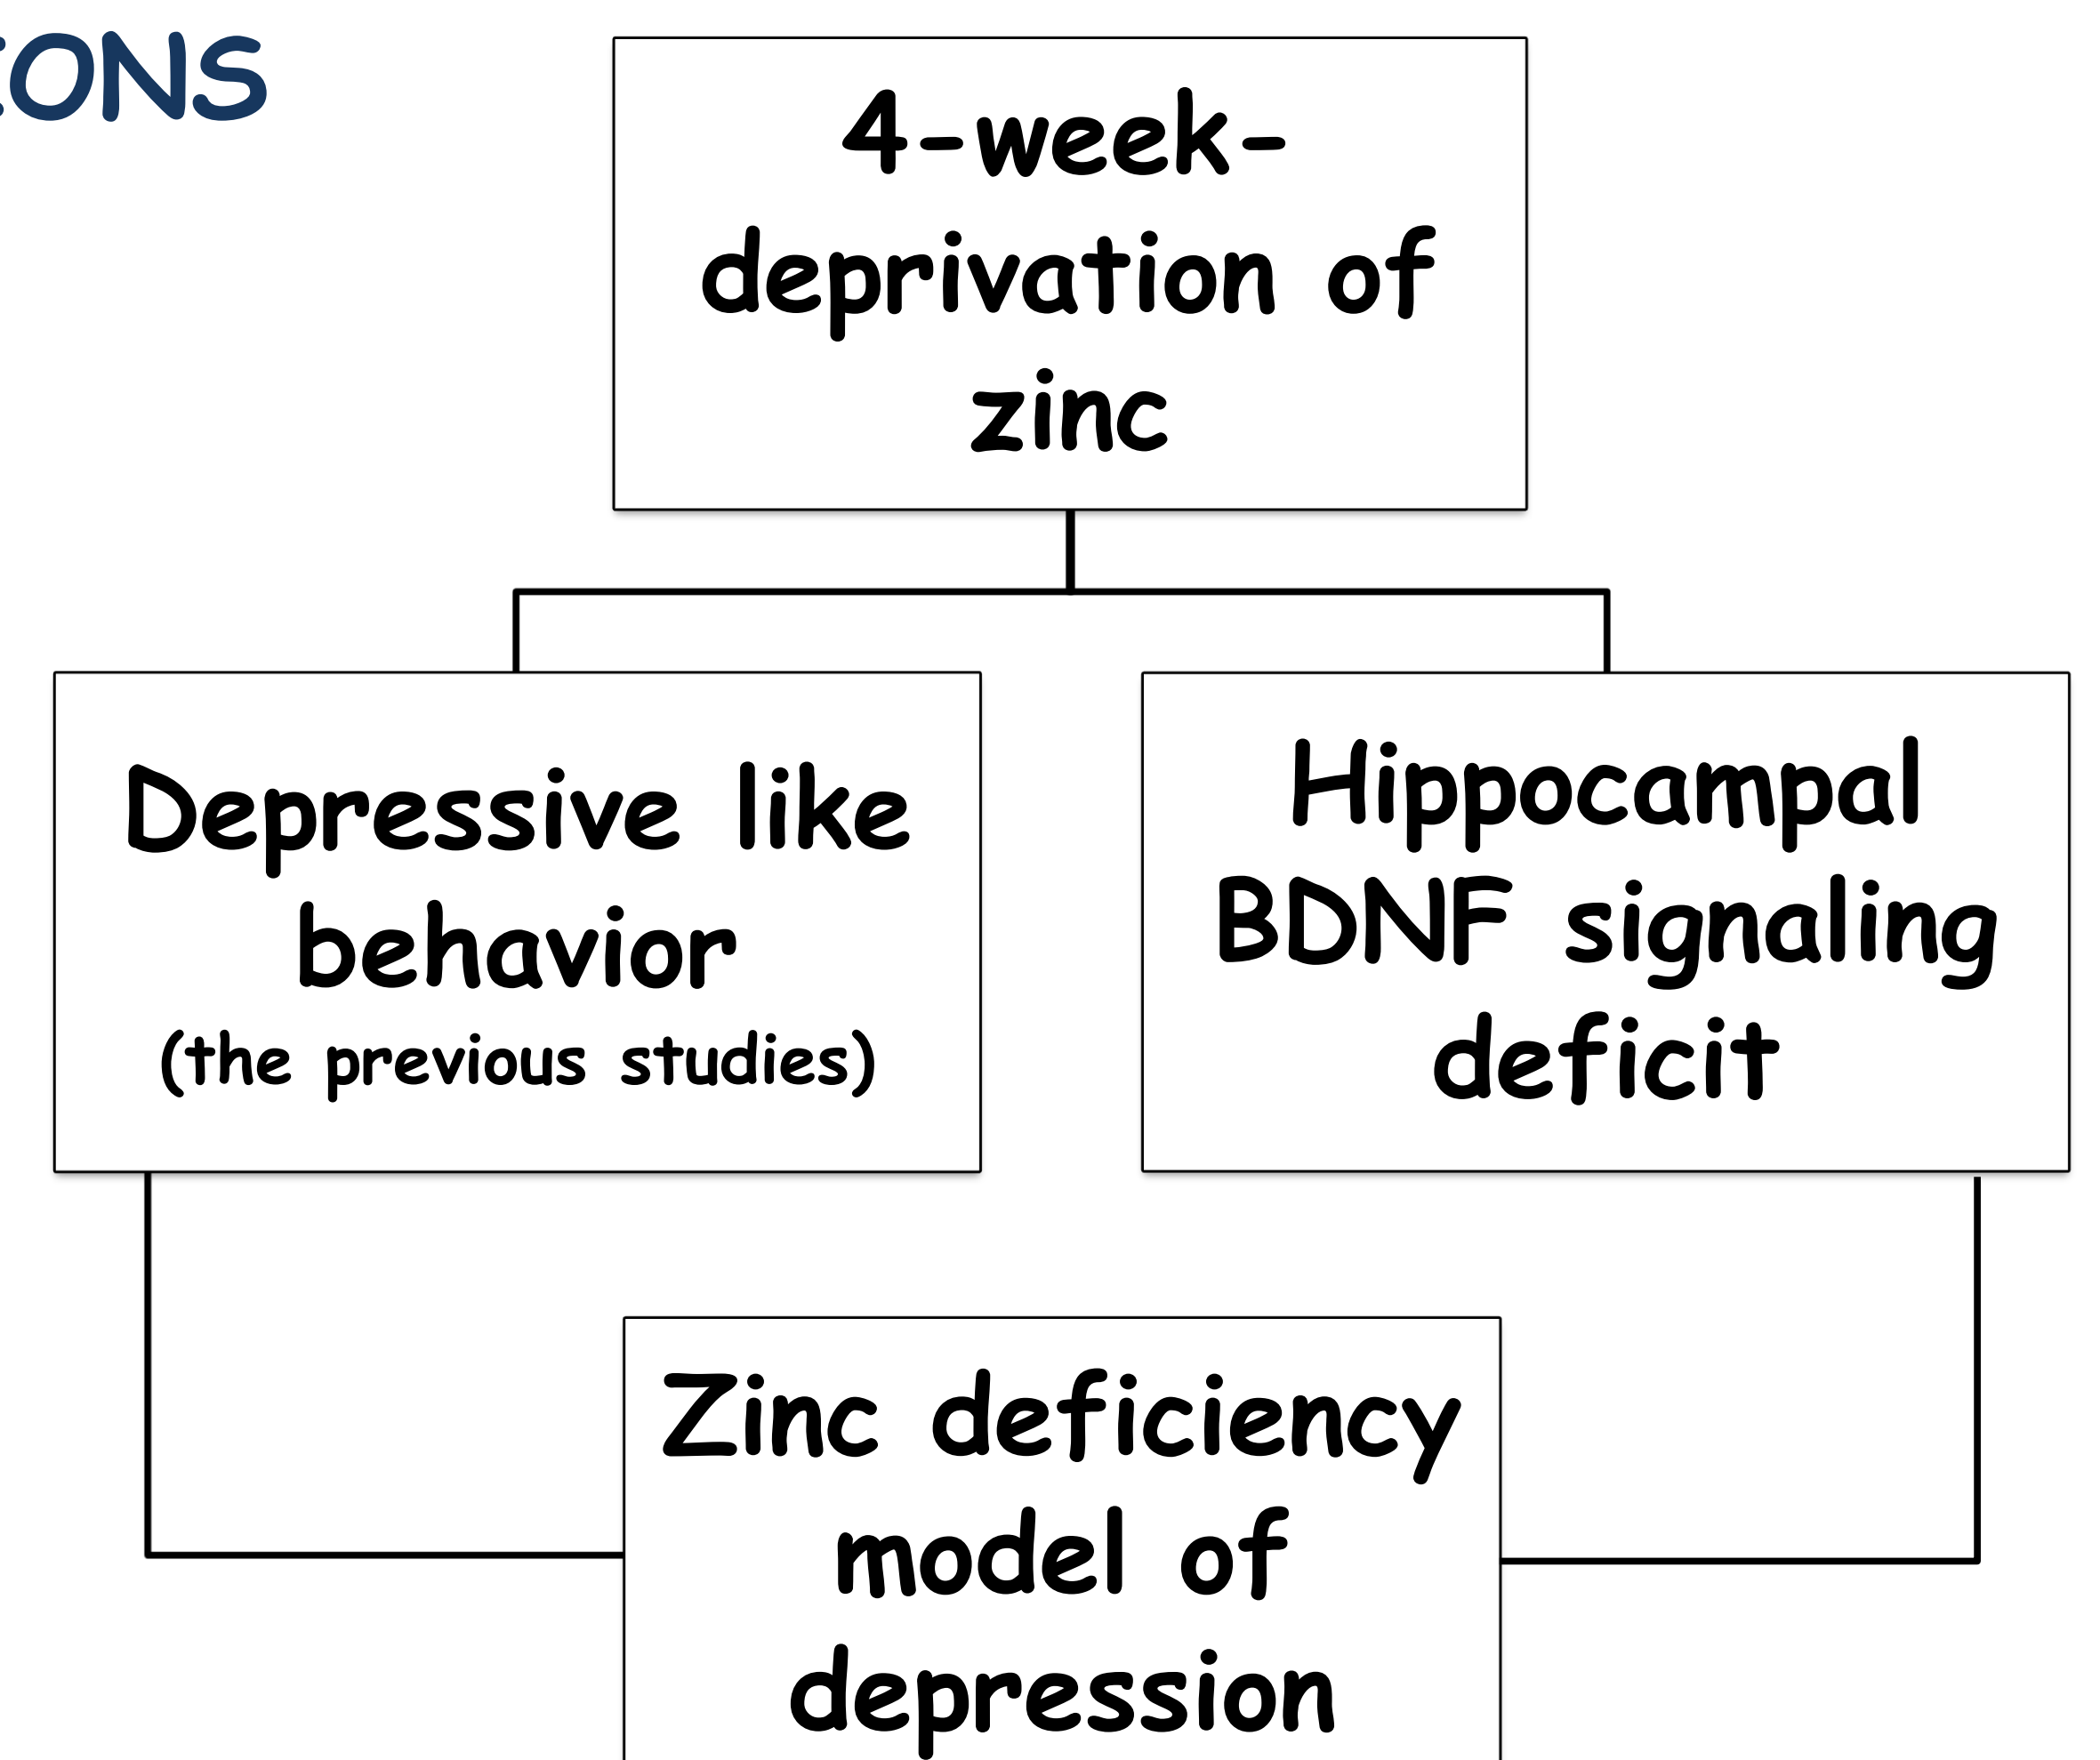 ONS
4-week-
deprivation of
zinc
Depressive like
behavior
(the previous studies)
Hippocampal
BDNF signaling
deficit
Zinc deficiency
model of
depression